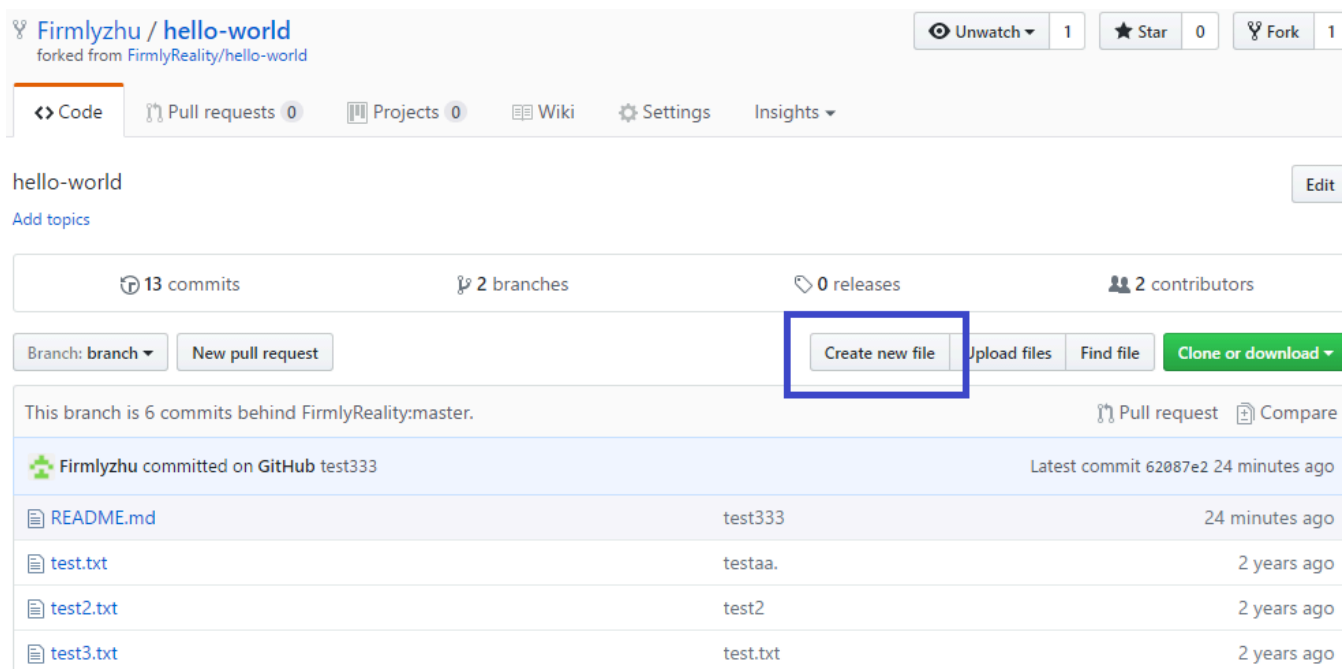 Firmlyzhu / hello-world
Unwatch 1 Star 0 Fork 1
forked from FirmlyReality/hello-world
Code Pull requests 0 Projects 0 Wiki Settings Insights
hello-world
Edit
Add topics
13 commits 2 branches 0 releases 2 contributors
Branch: branch New pull request Create new file Upload files Find file Clone or download
This branch is 6 commits behind FirmlyReality:master. Pull request Compare
Firmlyzhu committed on GitHub test333 Latest commit 62087e2 24 minutes ago
README.md test333 24 minutes ago
test.txt testaa. 2 years ago
test2.txt test2 2 years ago
test3.txt test.txt 2 years ago